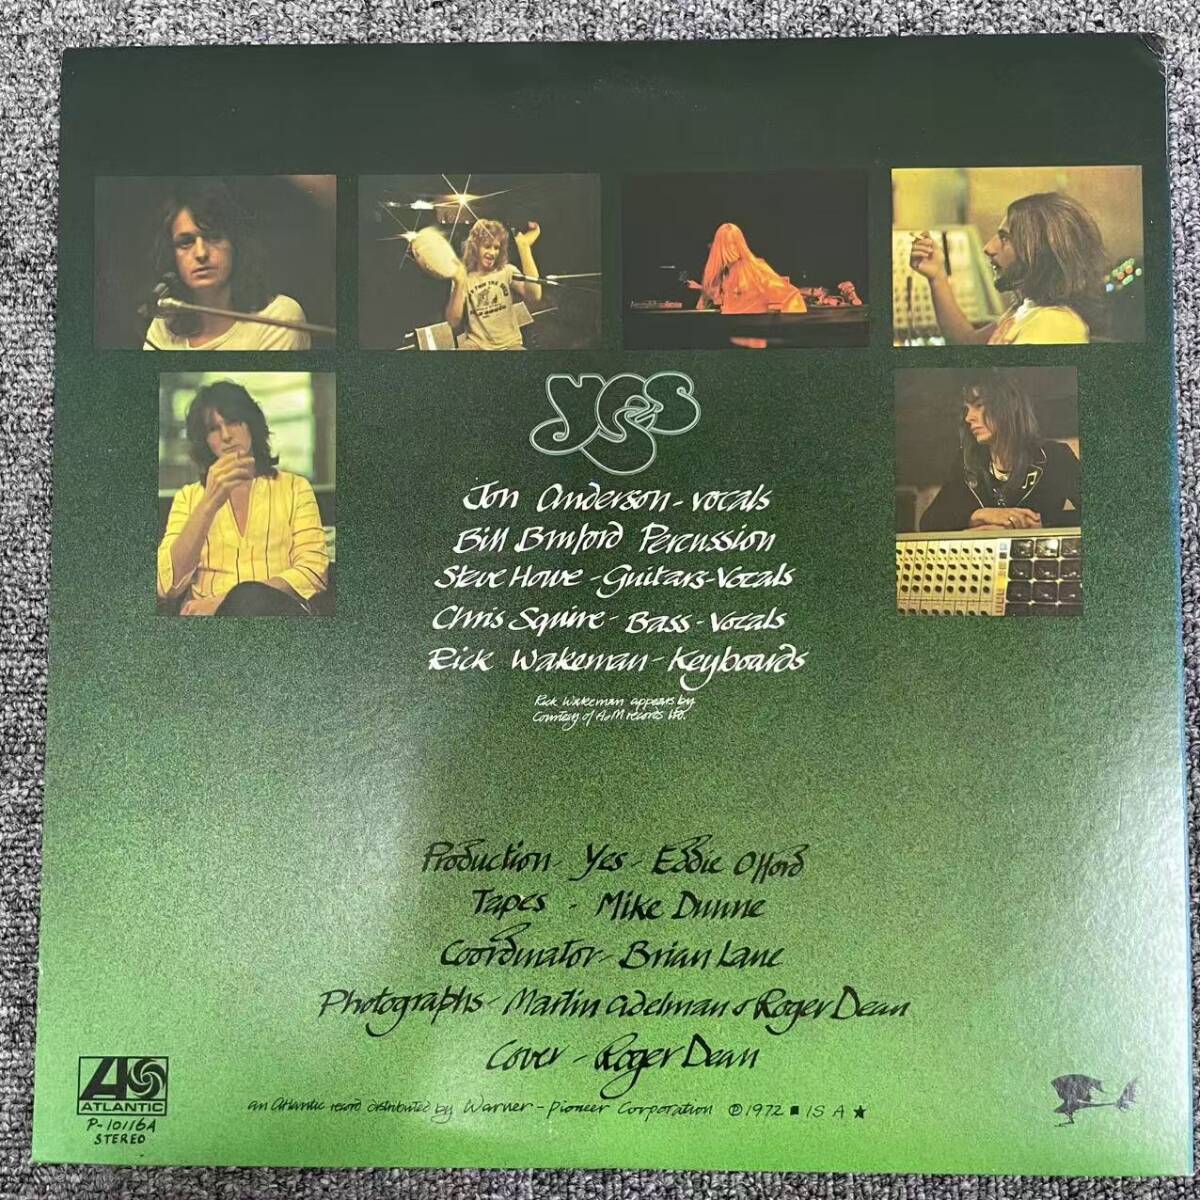 yes
Jon Anderson - vocals
Bill Bruford Percussion
Steve Howe - Guitars - Vocals
Chris Squire - Bass - Vocals
Rick Wakeman - Keyboards
Rick Wakeman appears by
Courtesy of A&M records ltd.
Production - Yes - Eddie Offord
Tapes - Mike Dunne
Coordinator - Brian Lane
Photographs - Martin Adelman & Roger Dean
Cover - Roger Dean
an Atlantic record distributed by Warner - Pioneer Corporation ℗1972 ■ IS A ★
ATLANTIC
P-10116A
STEREO